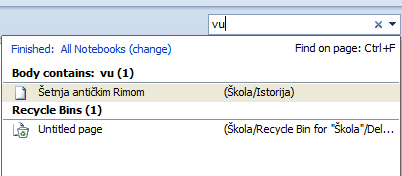 vu
Finished: All Notebooks (change) Find on page: Ctrl+F
Body contains: vu (1)
Šetnja antičkim Rimom (Škola/Istorija)
Recycle Bins (1)
Untitled page (Škola/Recycle Bin for "Škola"/Del...